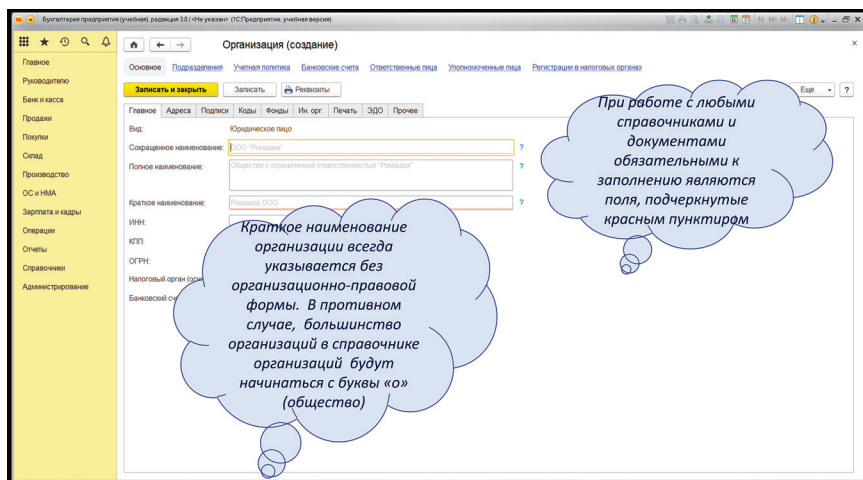 Бухгалтерия предприятия (учебная), редакция 3.0 / <Не указан> (1С:Предприятие, учебная версия)
M M+ M-
Главное
Руководителю
Банк и касса
Продажи
Покупки
Склад
Производство
ОС и НМА
Зарплата и кадры
Операции
Отчеты
Справочники
Администрирование
Организация (создание)
Основное Подразделения Учетная политика Банковские счета Ответственные лица Уполномоченные лица Регистрации в налоговых органах
Записать и закрыть Записать Реквизиты Еще ?
Главное Адреса Подписи Коды Фонды Ин. орг. Печать ЭДО Прочее
Вид: Юридическое лицо
Сокращенное наименование: ООО "Ромашка" ?
Полное наименование: Общество с ограниченной ответственностью "Ромашка" ?
Краткое наименование: Ромашка ООО ?
ИНН:
КПП:
ОГРН:
Налоговый орган
Банковский
Краткое наименование
организации всегда
указывается без
организационно-правовой
формы. В противном
случае, большинство
организаций в справочнике
организаций будут
начинаться с буквы «о»
(общество)
При работе с любыми
справочниками и
документами
обязательными к
заполнению являются
поля, подчеркнутые
красным пунктиром